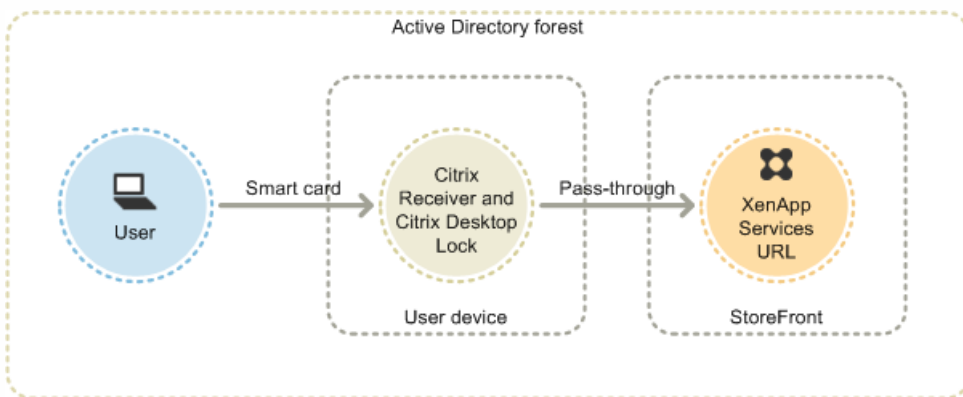 Active Directory forest
User
Smart card
Citrix
Receiver and
Citrix Desktop
Lock
User device
Pass-through
XenApp
Services
URL
StoreFront